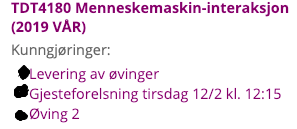 TDT4180 Menneskemaskin-interaksjon
(2019 VÅR)
Kunngjøringer:
Levering av øvinger
Gjesteforelsning tirsdag 12/2 kl. 12:15
Øving 2